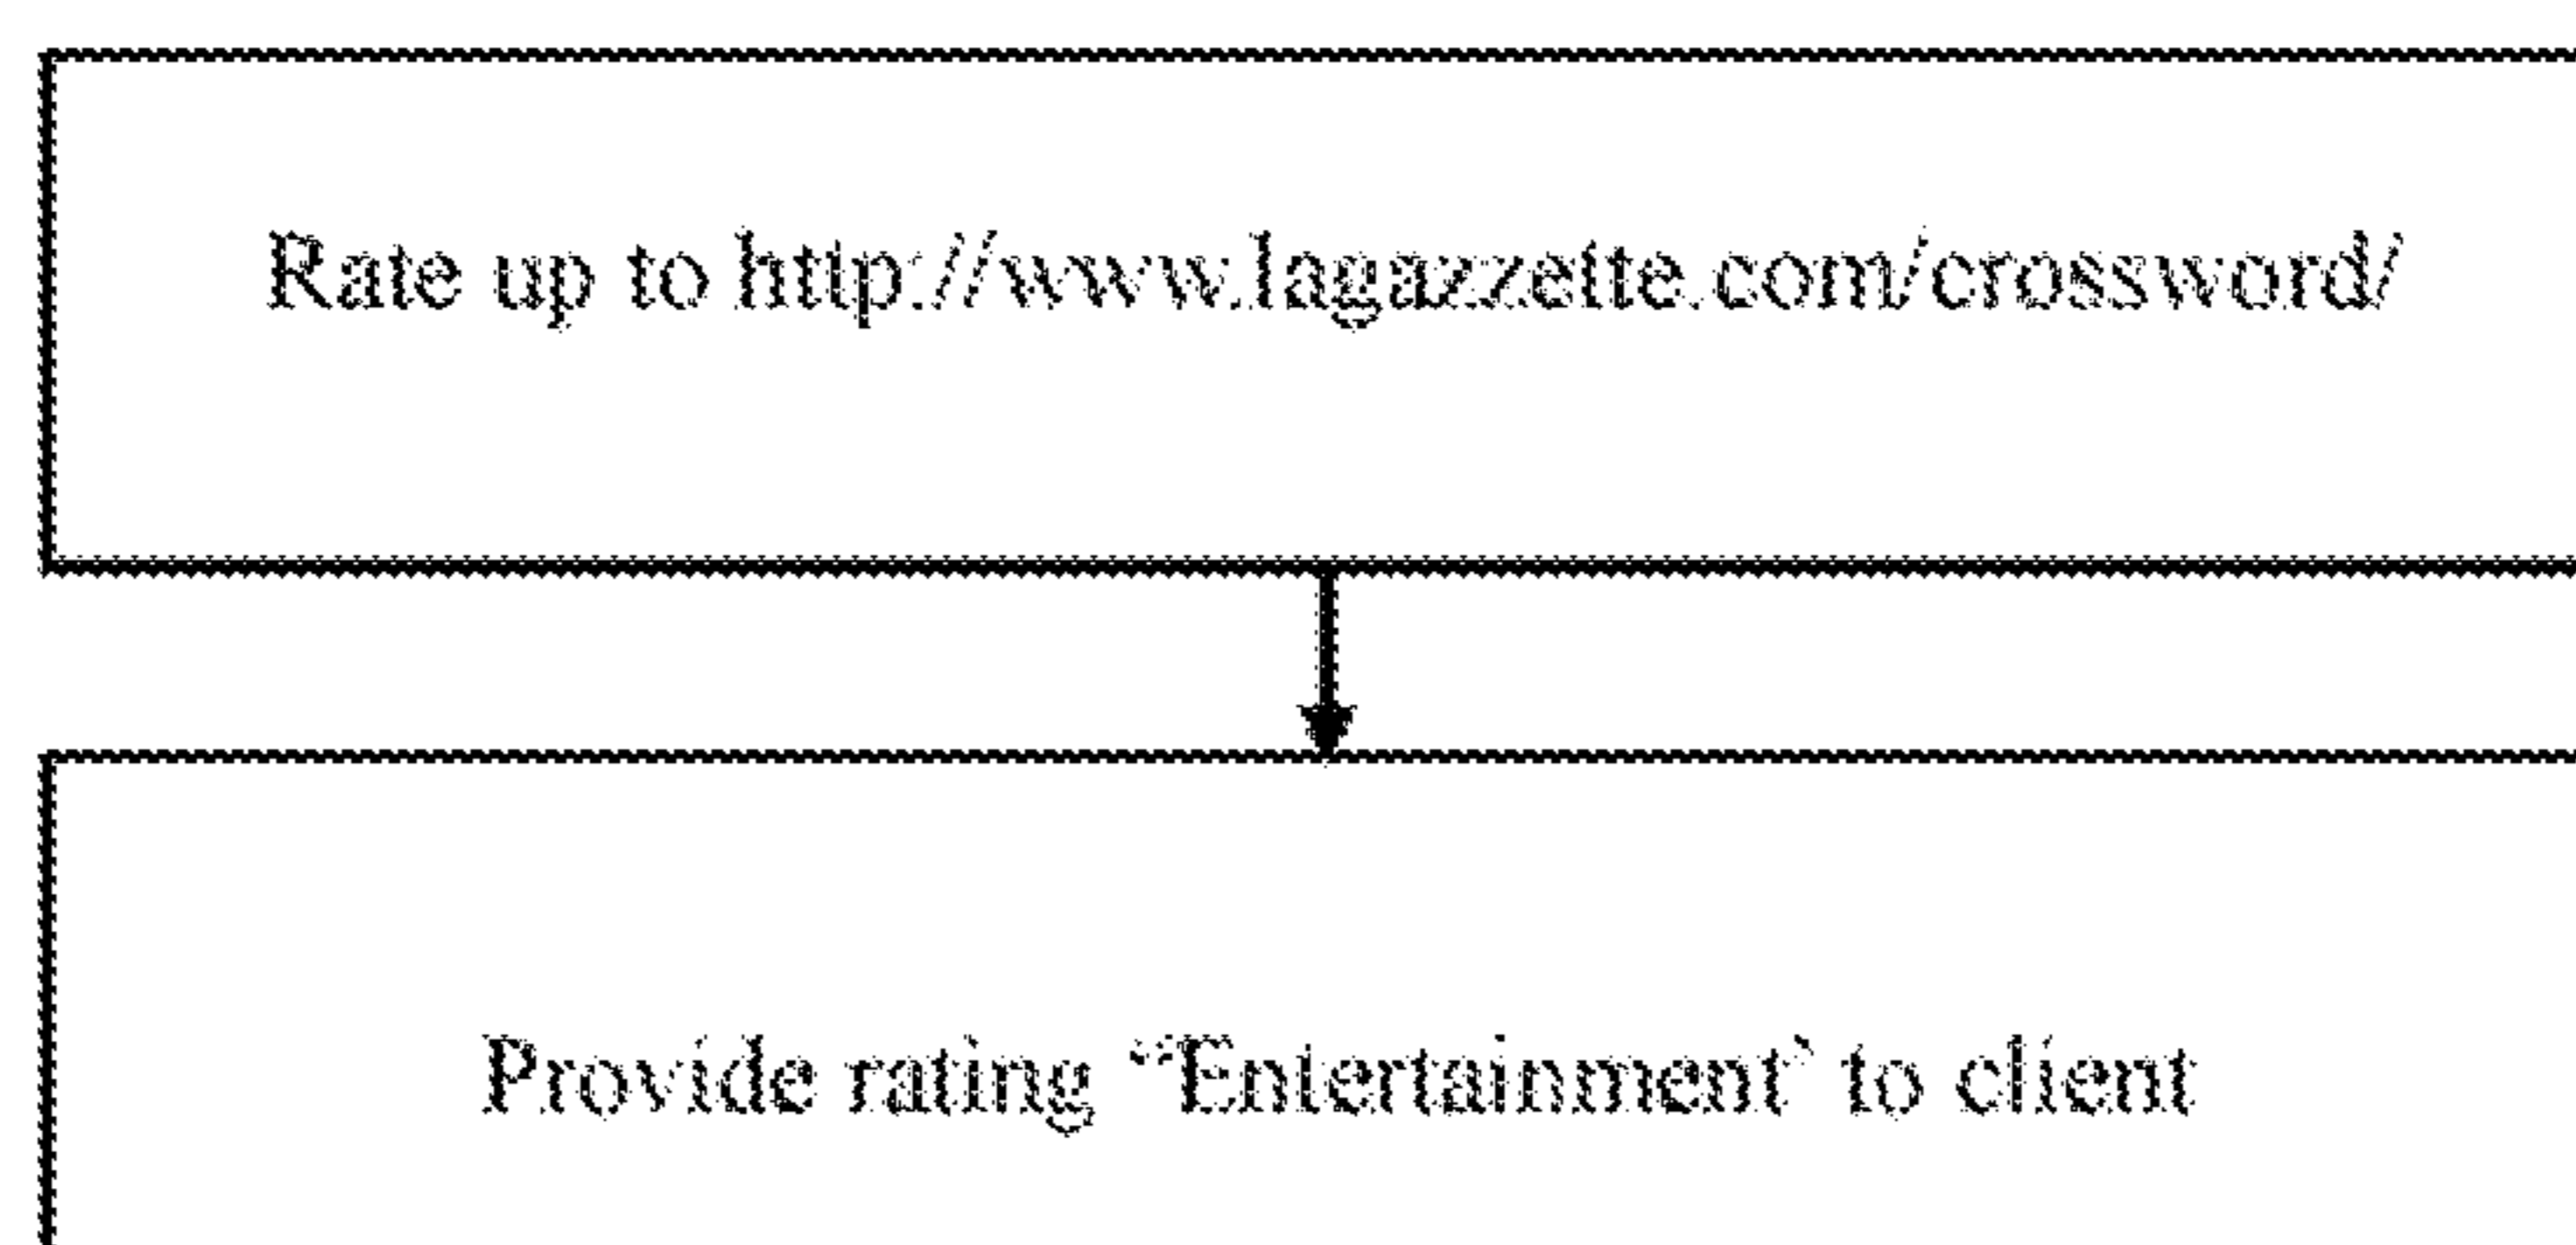 Rate up to http://www.lagazzette.com/crossword/
Provide rating "Entertainment" to client